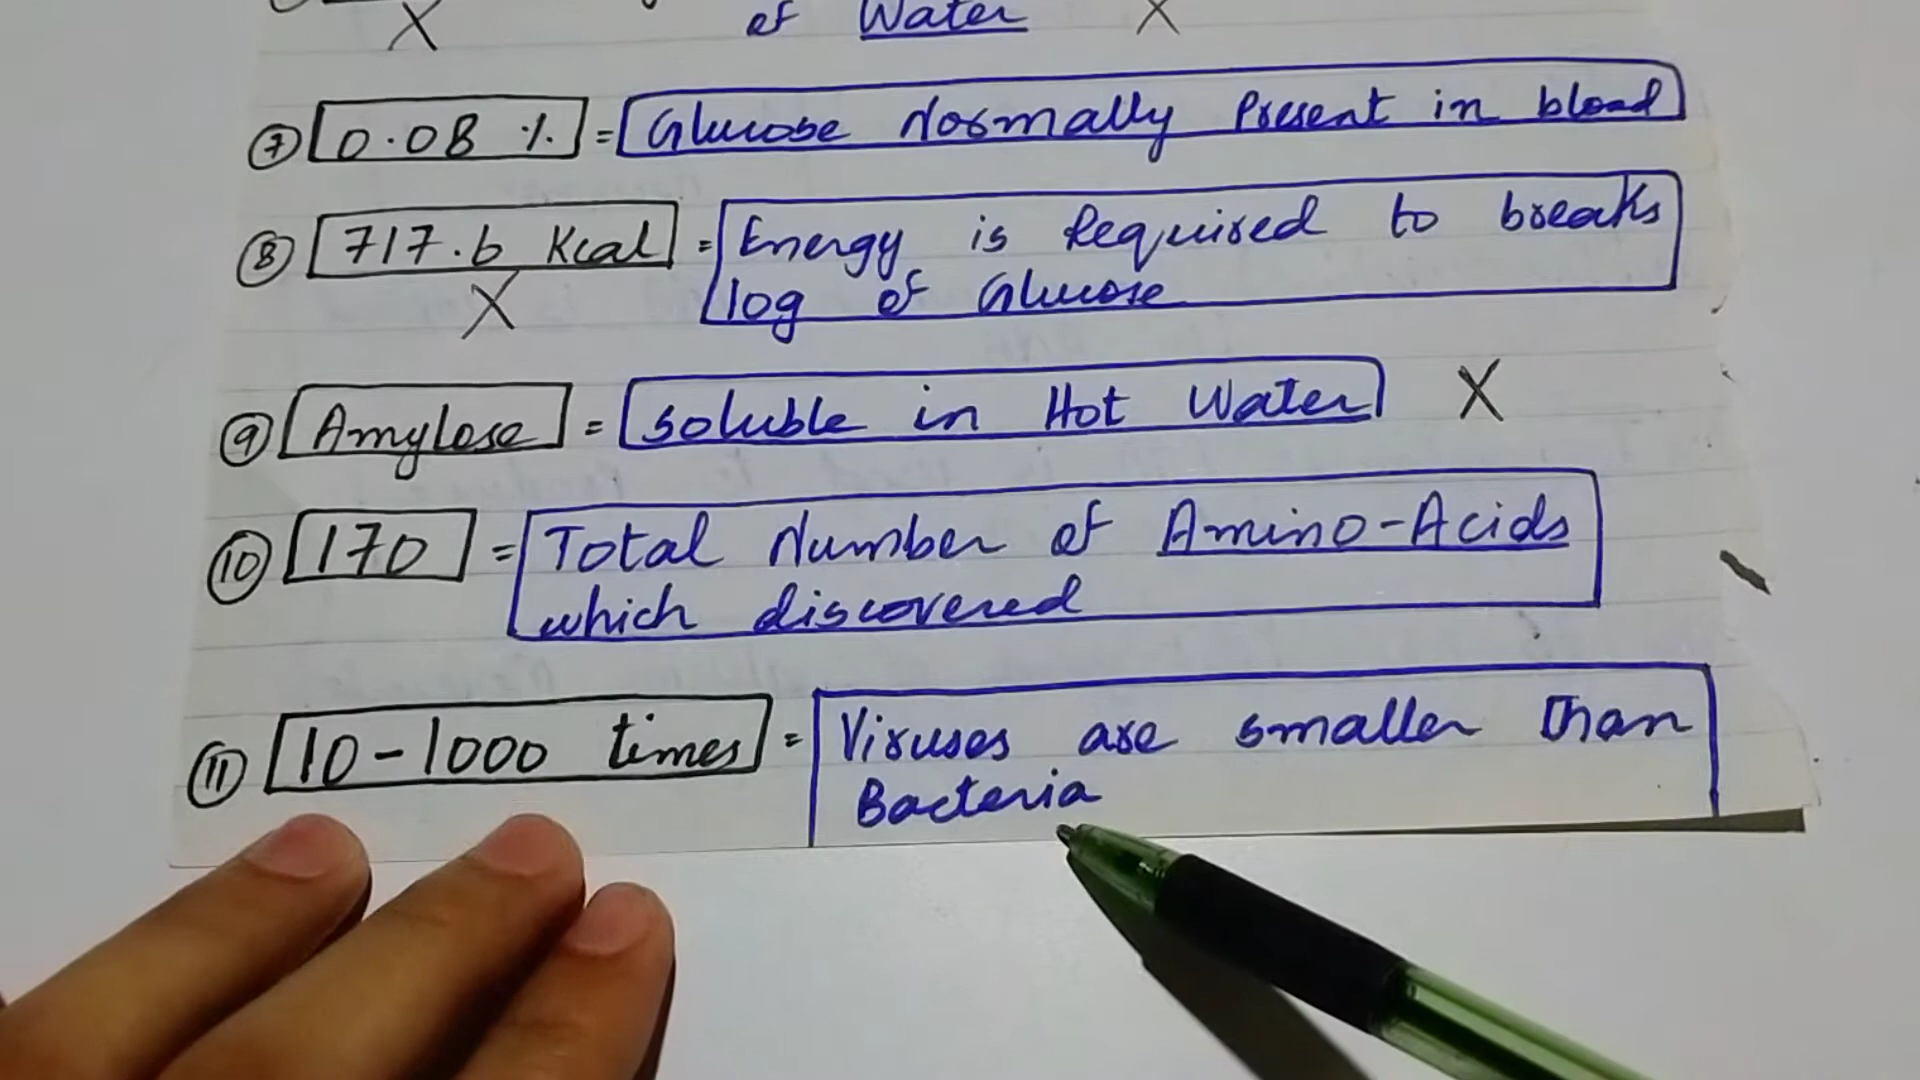 X of Water X
⑦ 0.08 % = Glucose Normally Present in blood
⑧ 717.6 Kcal = Energy is Required to breaks
X 10g of Glucose
⑨ Amylose = soluble in Hot Water X
⑩ 170 = Total Number of Amino-Acids
which discovered
⑪ 10-1000 times = Viruses are smaller than
Bacteria